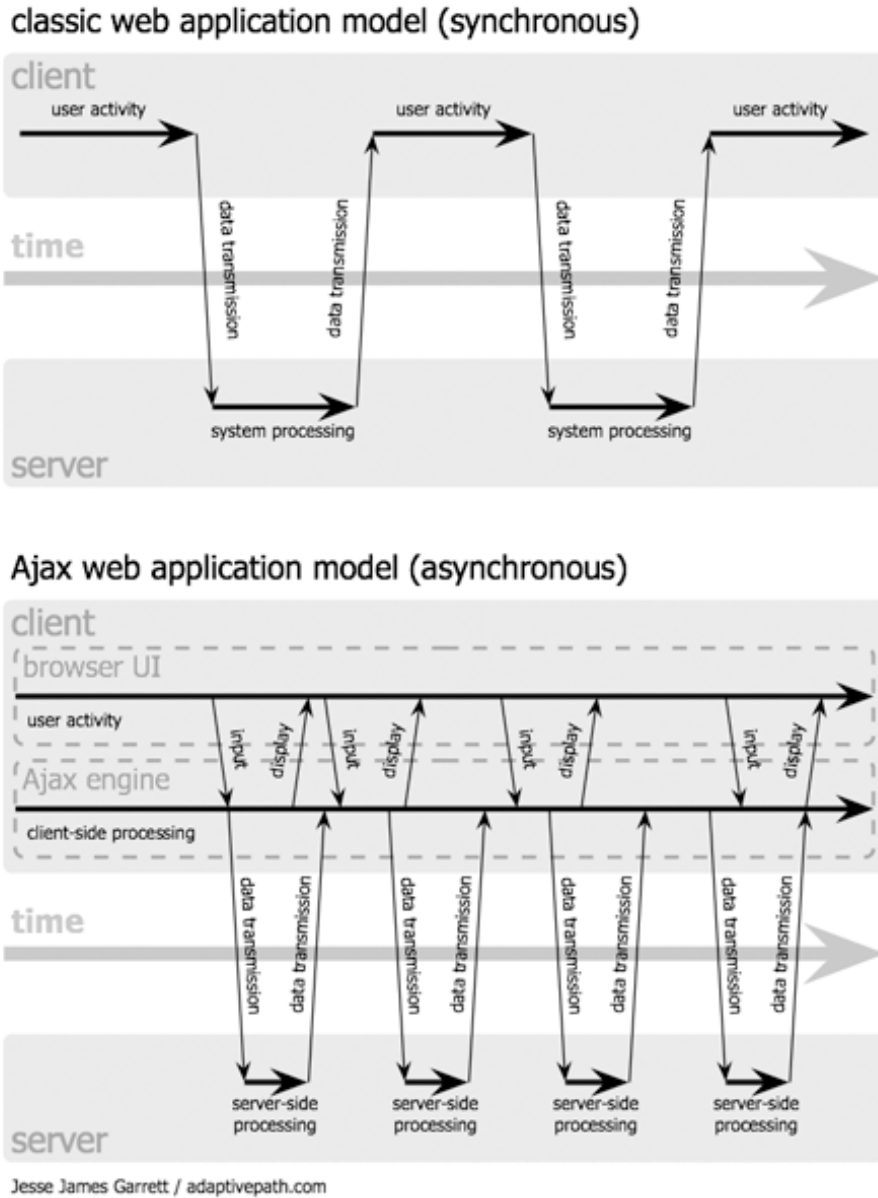 classic web application model (synchronous)
client
user activity
user activity
user activity
data transmission
data transmission
data transmission
data transmission
time
system processing
system processing
server
Ajax web application model (asynchronous)
client
browser UI
user activity
input
display
input
display
input
display
input
display
Ajax engine
client-side processing
data transmission
data transmission
data transmission
data transmission
data transmission
data transmission
data transmission
data transmission
time
server-side
processing
server-side
processing
server-side
processing
server-side
processing
server
Jesse James Garrett / adaptivepath.com